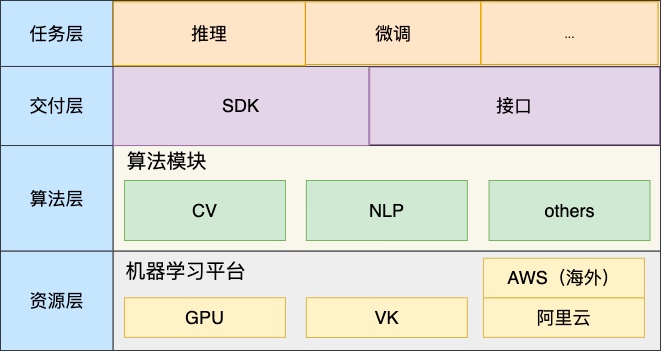 任务层
推理
微调
...
交付层
SDK
接口
算法模块
算法层
CV
NLP
others
机器学习平台
资源层
AWS（海外）
GPU
VK
阿里云